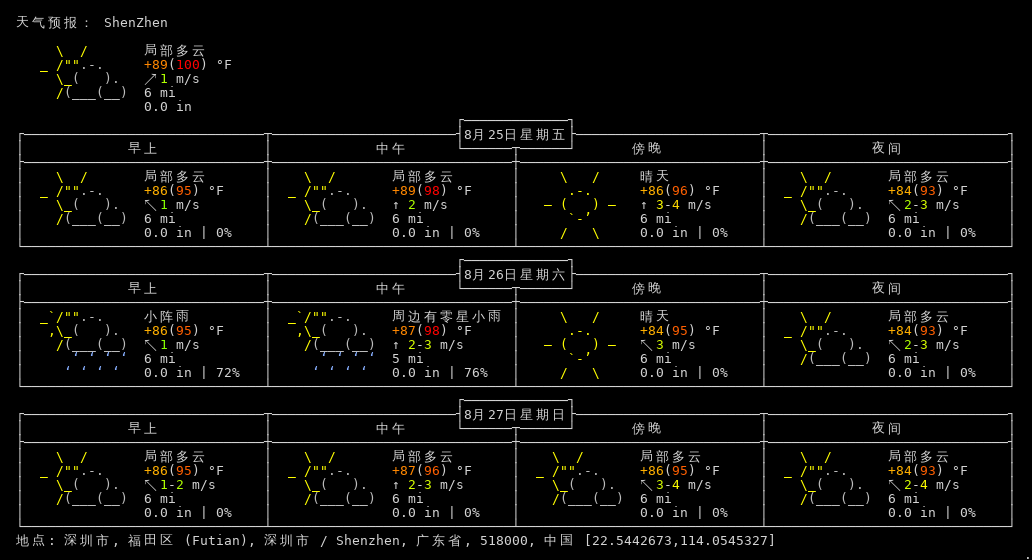 天气预报： ShenZhen
局部多云
+89(100) °F
↗1 m/s
6 mi
0.0 in
8月25日星期五
早上 中午 傍晚 夜间
局部多云 局部多云 晴天 局部多云
+86(95) °F +89(98) °F +86(96) °F +84(93) °F
↖1 m/s ↑ 2 m/s ↑ 3-4 m/s ↖2-3 m/s
6 mi 6 mi 6 mi 6 mi
0.0 in | 0% 0.0 in | 0% 0.0 in | 0% 0.0 in | 0%
8月26日星期六
早上 中午 傍晚 夜间
小阵雨 周边有零星小雨 晴天 局部多云
+86(95) °F +87(98) °F +84(95) °F +84(93) °F
↖1 m/s ↑ 2-3 m/s ↖3 m/s ↖2-3 m/s
6 mi 5 mi 6 mi 6 mi
0.0 in | 72% 0.0 in | 76% 0.0 in | 0% 0.0 in | 0%
8月27日星期日
早上 中午 傍晚 夜间
局部多云 局部多云 局部多云 局部多云
+86(95) °F +87(96) °F +86(95) °F +84(93) °F
↖1-2 m/s ↖2-3 m/s ↖3-4 m/s ↖2-4 m/s
6 mi 6 mi 6 mi 6 mi
0.0 in | 0% 0.0 in | 0% 0.0 in | 0% 0.0 in | 0%
地点: 深圳市, 福田区 (Futian), 深圳市 / Shenzhen, 广东省, 518000, 中国 [22.5442673,114.0545327]